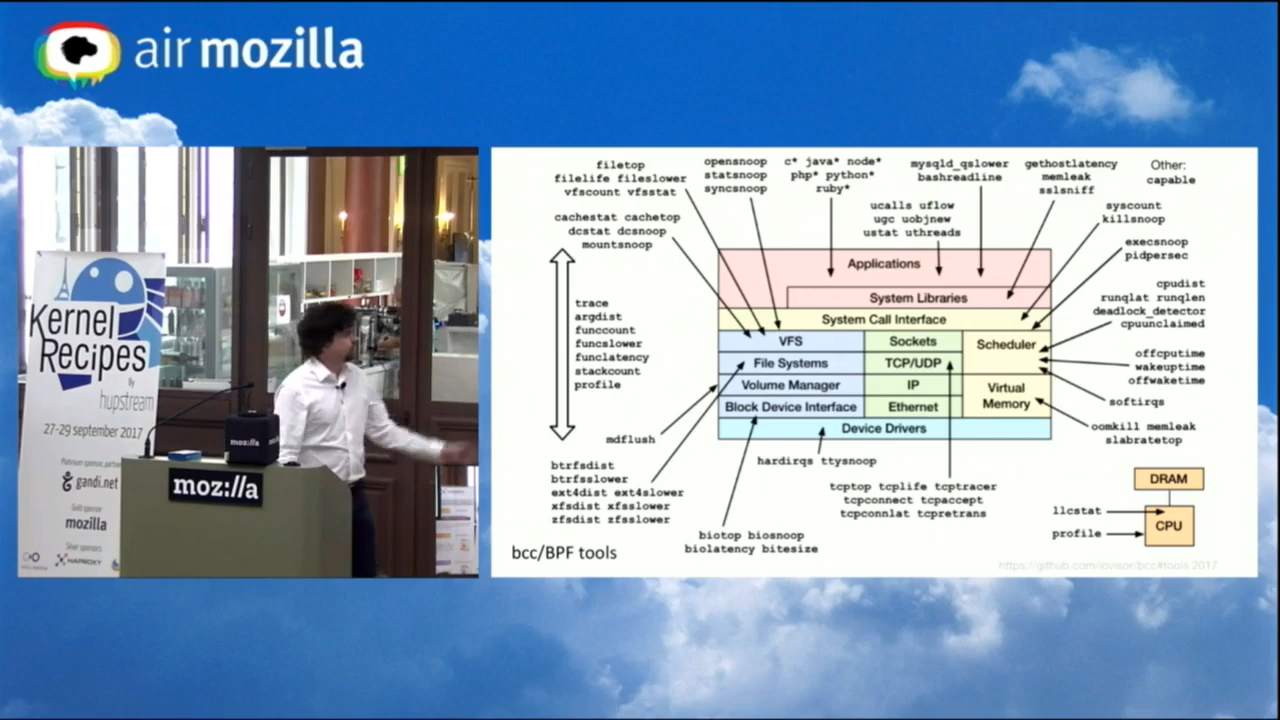 air mozilla
Kernel
Recipes
By
hupstream
27-29 september 2017
gandi.net
Gold sponsor
mozilla
Silver sponsors
HAPROXY
moz://a
moz://a
filetop
filelife fileslower
vfscount vfsstat
opensnoop
statsnoop
syncsnoop
c* java* node*
php* python*
ruby*
mysqld_qslower
bashreadline
gethostlatency
memleak
sslsniff
Other:
capable
cachestat cachetop
dcstat dcsnoop
mountsnoop
ucalls uflow
ugc uobjnew
ustat uthreads
syscount
killsnoop
execsnoop
pidpersec
trace
argdist
funccount
funcslower
funclatency
stackcount
profile
Applications
System Libraries
System Call Interface
VFS
Sockets
Scheduler
File Systems
TCP/UDP
Volume Manager
IP
Virtual
Memory
Block Device Interface
Ethernet
Device Drivers
cpudist
runqlat runqlen
deadlock_detector
cpuunclaimed
offcputime
wakeuptime
offwaketime
softirqs
oomkill memleak
slabratetop
mdflush
hardirqs ttysnoop
btrfsdist
btrfsslower
ext4dist ext4slower
xfsdist xfsslower
zfsdist zfsslower
tcptop tcplife tcptracer
tcpconnect tcpaccept
tcpconnlat tcpretrans
biotop biosnoop
biolatency bitesize
DRAM
llcstat
CPU
profile
bcc/BPF tools
https://github.com/iovisor/bcc#tools 2017